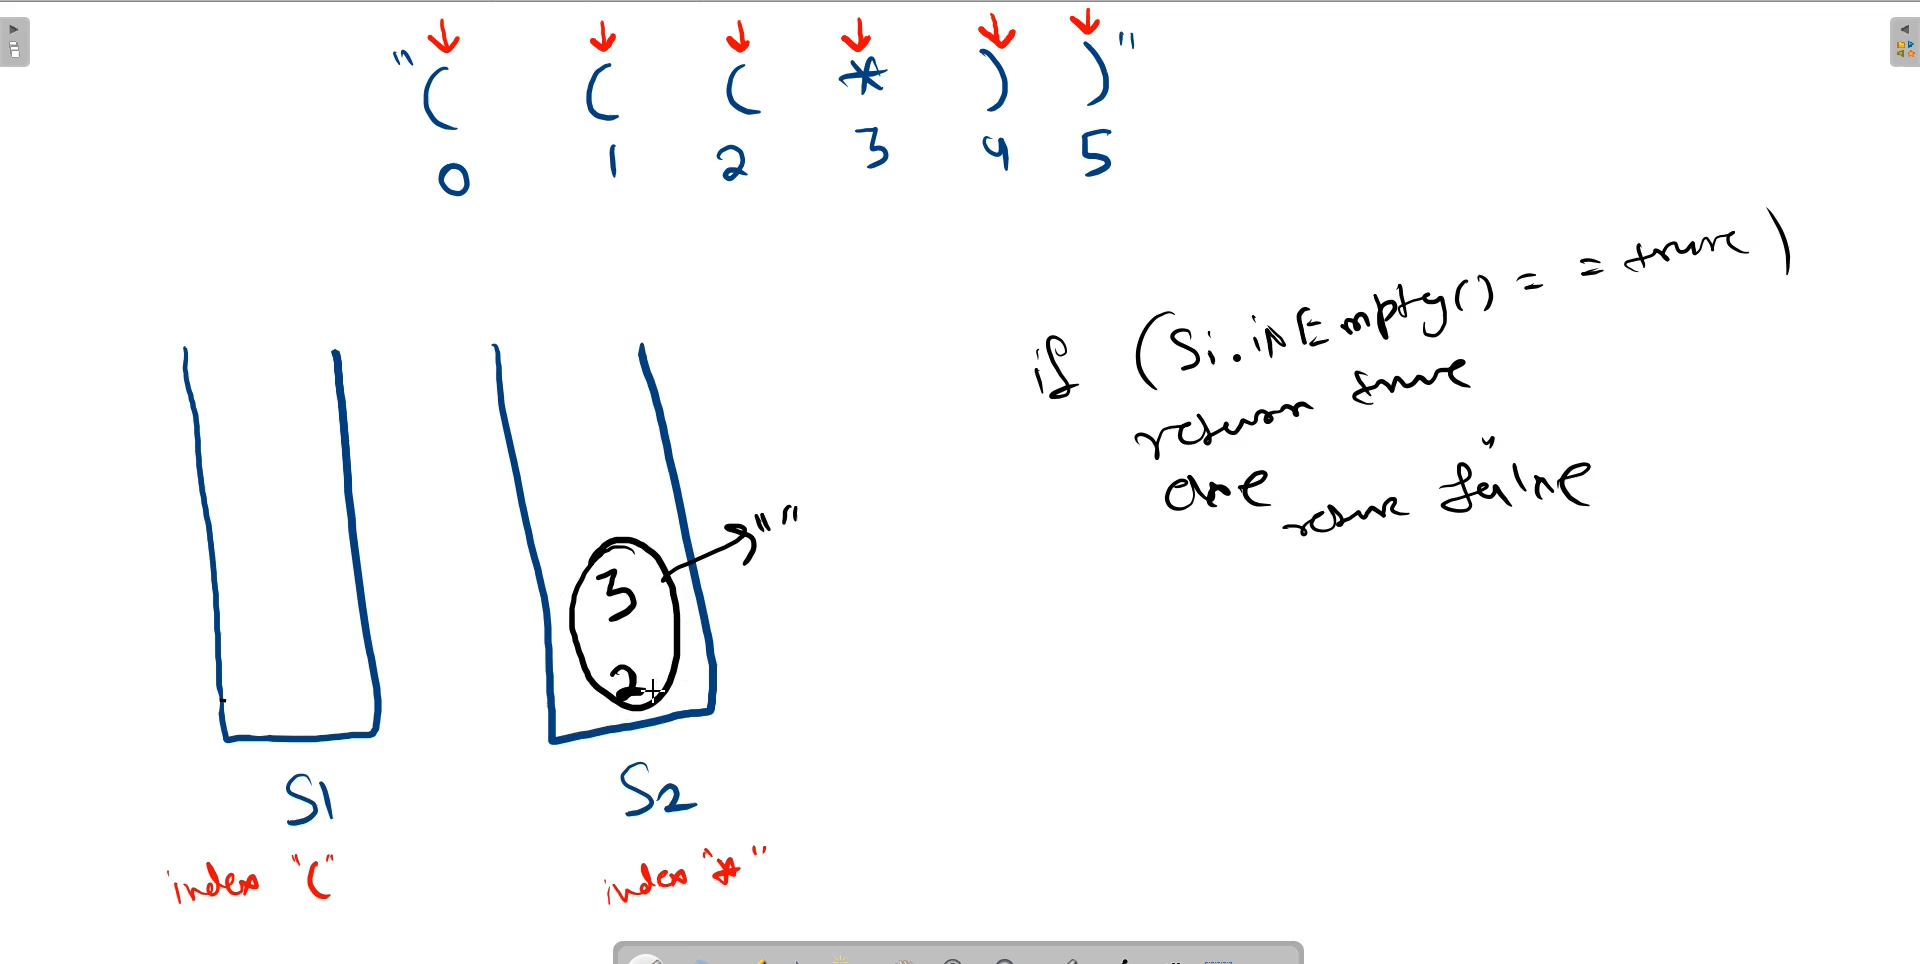 "( ( ( * ) )"
0 1 2 3 4 5
if (Si.isEmpty() == true)
return true
else
return false
" "
3
2
S1 S2
index "(" index "*"